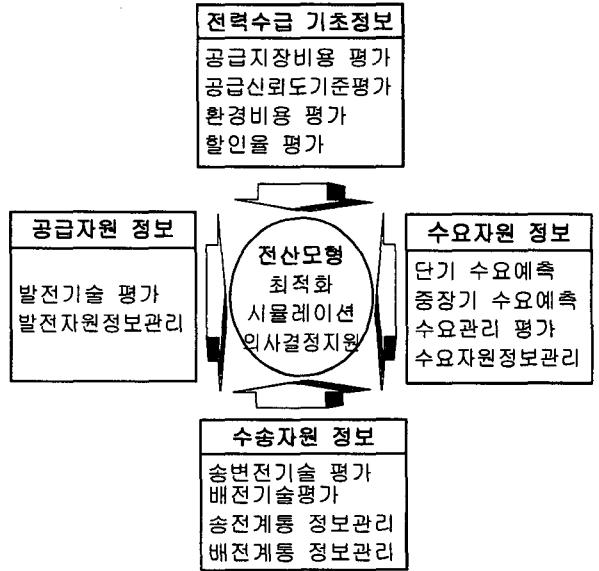 전력수급 기초정보
공급지장비용 평가
공급신뢰도기준평가
환경비용 평가
할인율 평가
공급자원 정보
발전기술 평가
발전자원정보관리
전산모형
최적화
시뮬레이션
의사결정지원
수요자원 정보
단기 수요예측
중장기 수요예측
수요관리 평가
수요자원정보관리
수송자원 정보
송변전기술 평가
배전기술평가
송전계통 정보관리
배전계통 정보관리